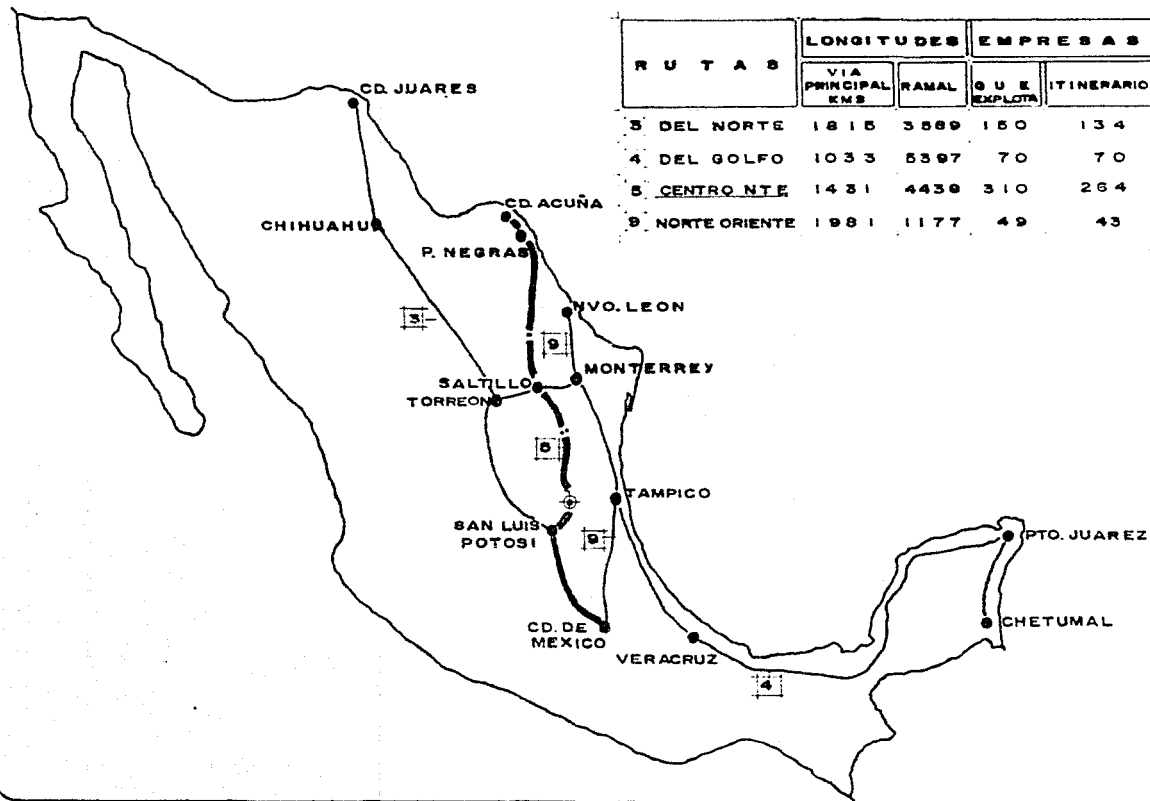 RUTAS
LONGITUDES
EMPRESAS
VIA PRINCIPAL KMS
RAMAL
QUE EXPLOTA
ITINERARIO
3 DEL NORTE 1815 3589 150 134
4 DEL GOLFO 1033 5397 70 70
5 CENTRO NTE 1431 4439 310 264
9 NORTE ORIENTE 1981 1177 49 43
CD. JUARES
CHIHUAHU
CD. ACUÑA
P. NEGRAS
3
NVO. LEON
9
MONTERREY
SALTILLO
TORREON
5
TAMPICO
SAN LUIS
POTOSI
9
PTO. JUAREZ
CD. DE
MEXICO
CHETUMAL
VERACRUZ
4